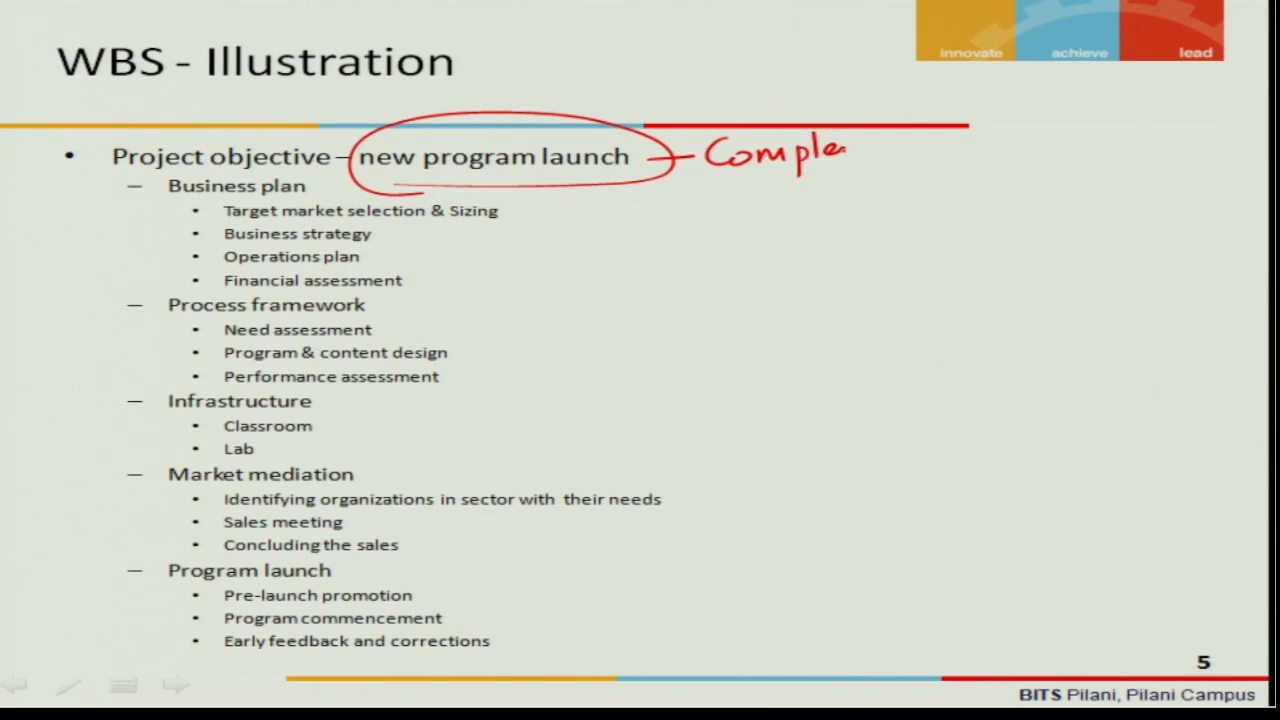 innovate achieve lead
WBS - Illustration
• Project objective – new program launch — Comple
– Business plan
• Target market selection & Sizing
• Business strategy
• Operations plan
• Financial assessment
– Process framework
• Need assessment
• Program & content design
• Performance assessment
– Infrastructure
• Classroom
• Lab
– Market mediation
• Identifying organizations in sector with their needs
• Sales meeting
• Concluding the sales
– Program launch
• Pre-launch promotion
• Program commencement
• Early feedback and corrections
5
BITS Pilani, Pilani Campus